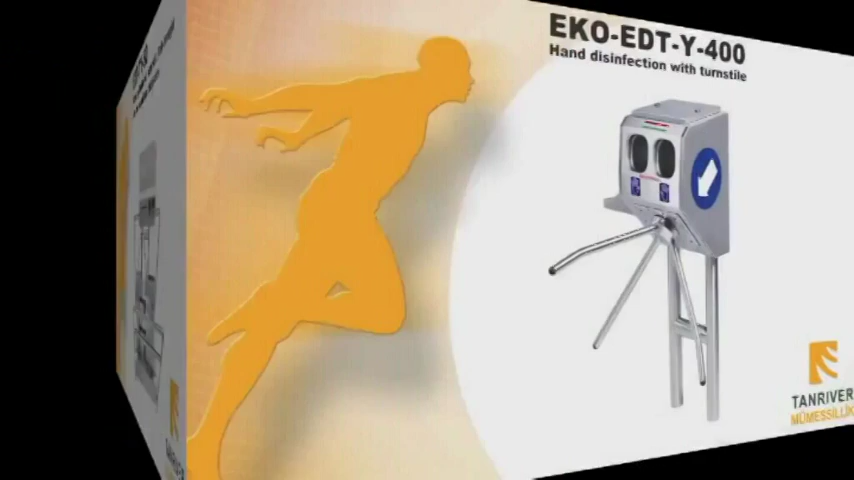 EKO-EDT-Y-400
Hand disinfection with turnstile
TANRIVER
MÜMESSİLLİK